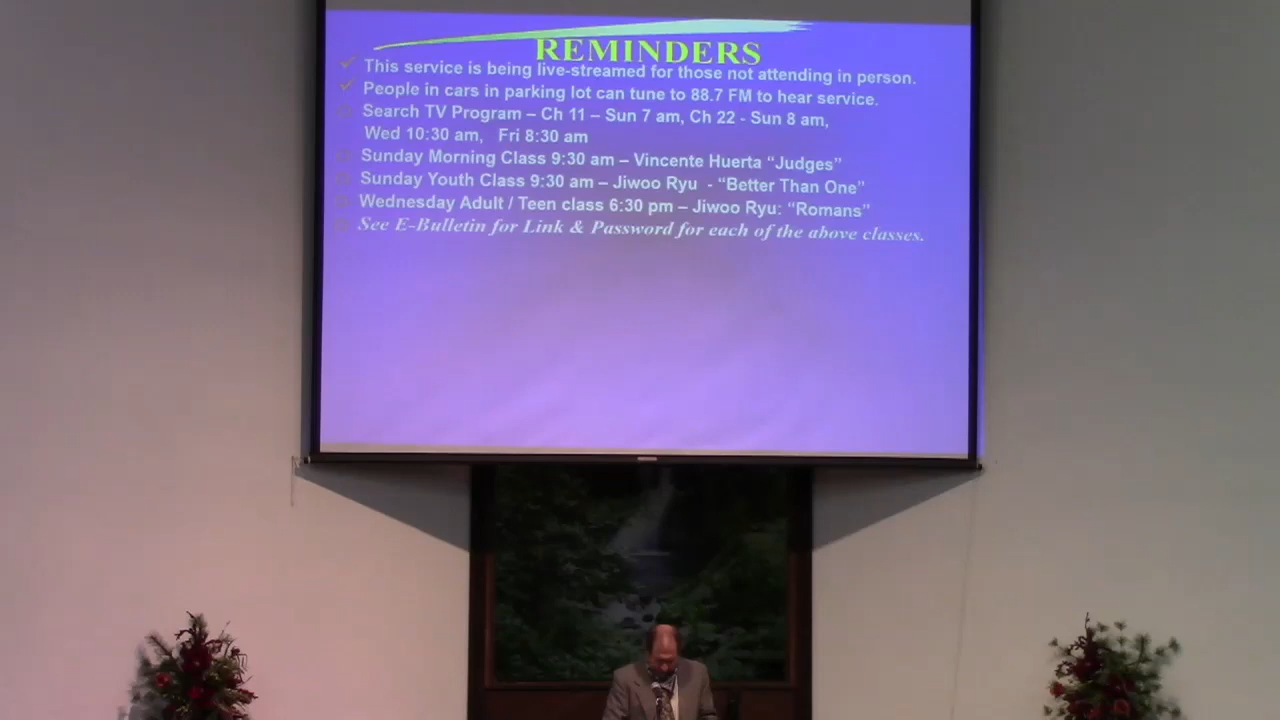 REMINDERS
This service is being live-streamed for those not attending in person.
People in cars in parking lot can tune to 88.7 FM to hear service.
Search TV Program – Ch 11 – Sun 7 am, Ch 22 - Sun 8 am,
Wed 10:30 am, Fri 8:30 am
Sunday Morning Class 9:30 am – Vincente Huerta “Judges”
Sunday Youth Class 9:30 am – Jiwoo Ryu - “Better Than One”
Wednesday Adult / Teen class 6:30 pm – Jiwoo Ryu: “Romans”
See E-Bulletin for Link & Password for each of the above classes.